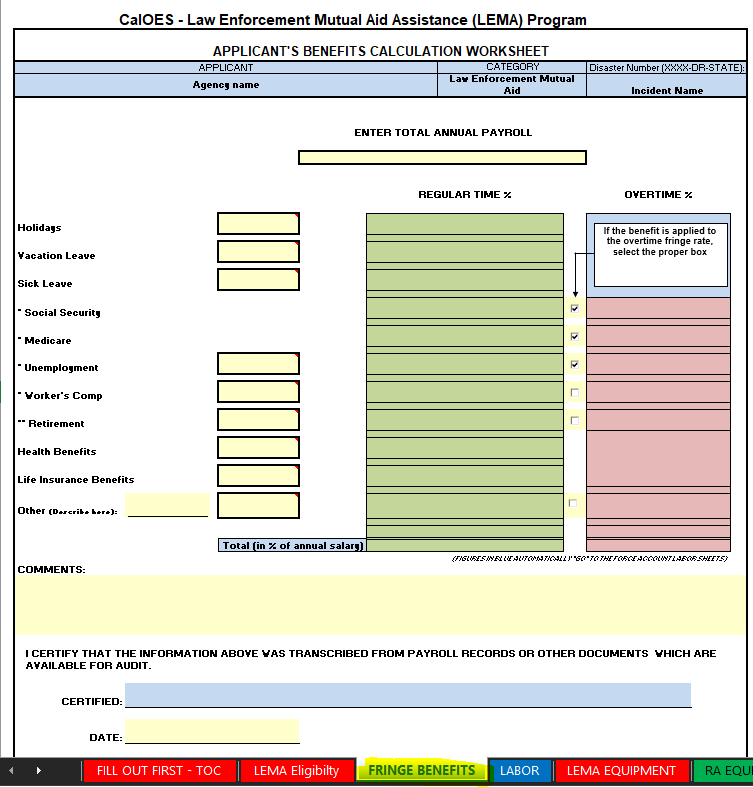 CalOES - Law Enforcement Mutual Aid Assistance (LEMA) Program
APPLICANT'S BENEFITS CALCULATION WORKSHEET
APPLICANT
CATEGORY
Disaster Number (XXXX-DR-STATE):
Agency name
Law Enforcement Mutual
Aid
Incident Name
ENTER TOTAL ANNUAL PAYROLL
REGULAR TIME %
OVERTIME %
If the benefit is applied to
the overtime fringe rate,
select the proper box
Holidays
Vacation Leave
Sick Leave
* Social Security
* Medicare
* Unemployment
* Worker's Comp
** Retirement
Health Benefits
Life Insurance Benefits
Other (Describe here):
Total (in % of annual salary)
(FIGURES IN BLUE AUTOMATICALLY "GO" TO THE FORCE ACCOUNT LABOR SHEETS)
COMMENTS:
I CERTIFY THAT THE INFORMATION ABOVE WAS TRANSCRIBED FROM PAYROLL RECORDS OR OTHER DOCUMENTS WHICH ARE
AVAILABLE FOR AUDIT.
CERTIFIED:
DATE:
FILL OUT FIRST - TOC
LEMA Eligibilty
FRINGE BENEFITS
LABOR
LEMA EQUIPMENT
RA EQU